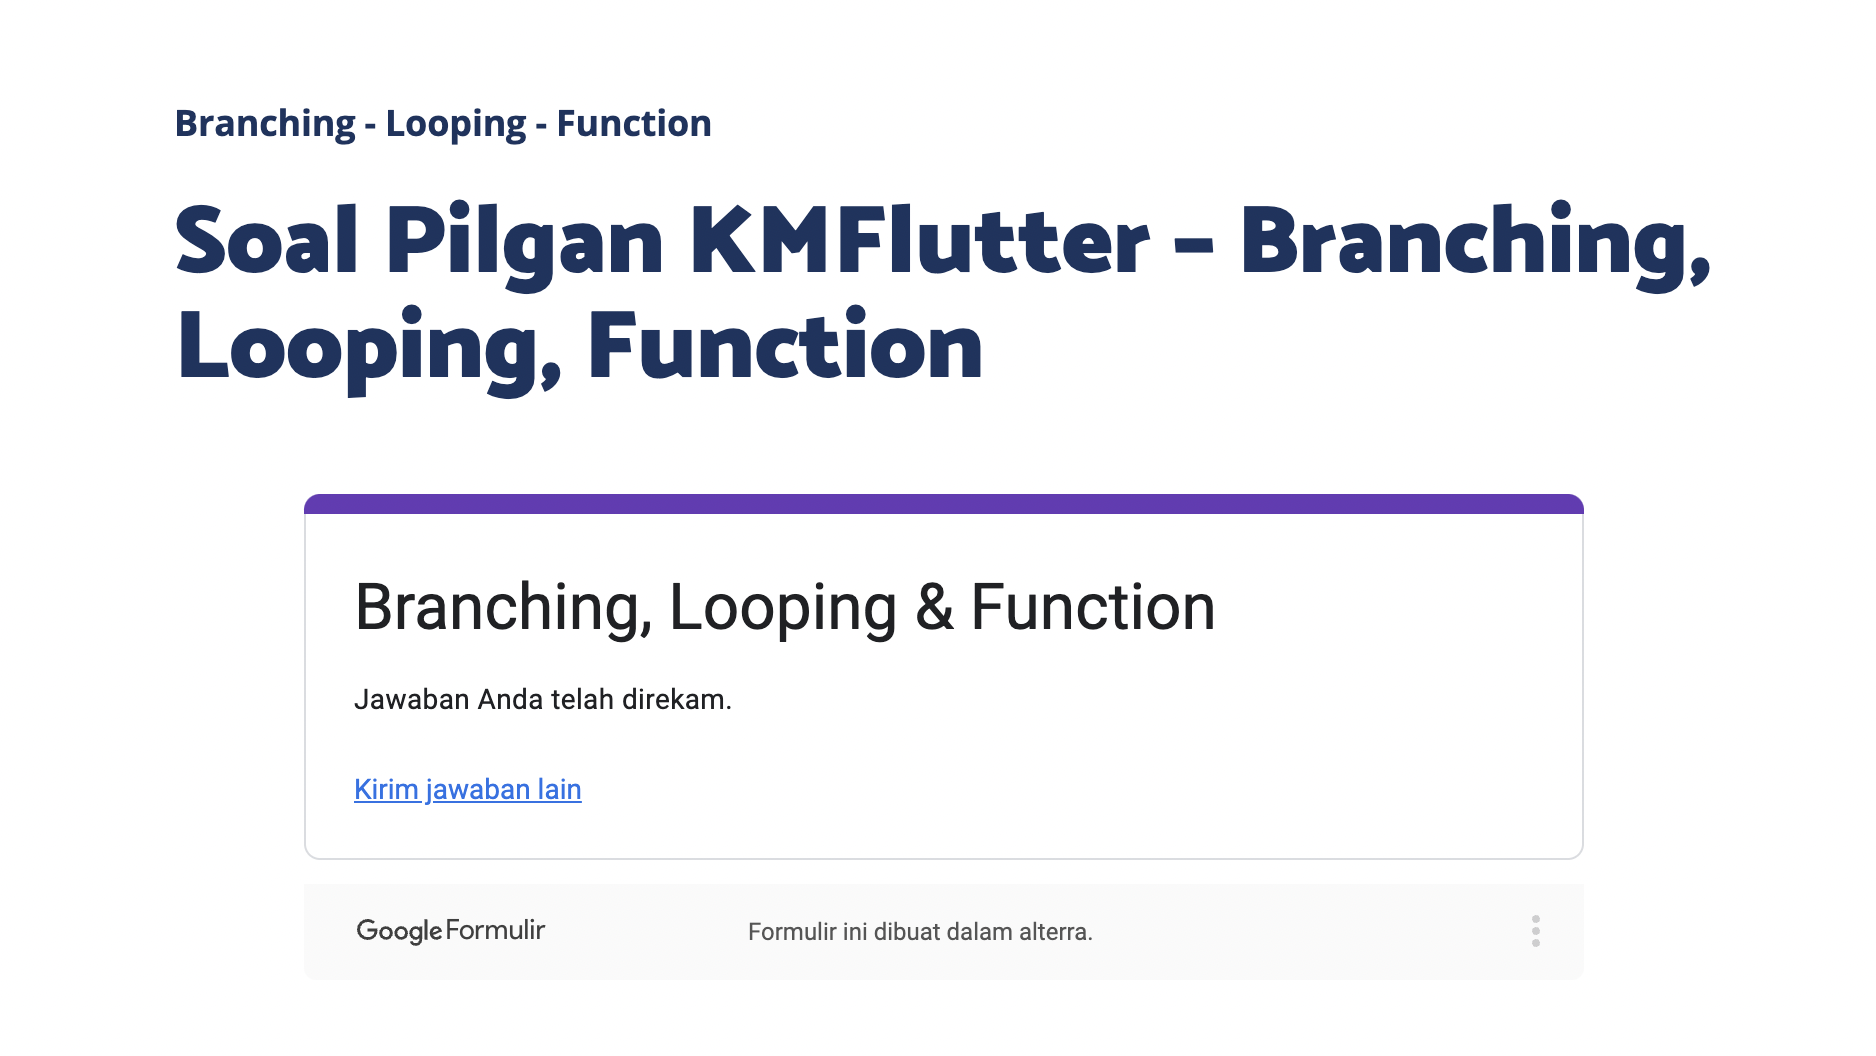 Branching - Looping - Function
Soal Pilgan KMFlutter – Branching,
Looping, Function
Branching, Looping & Function
Jawaban Anda telah direkam.
Kirim jawaban lain
Google Formulir
Formulir ini dibuat dalam alterra.